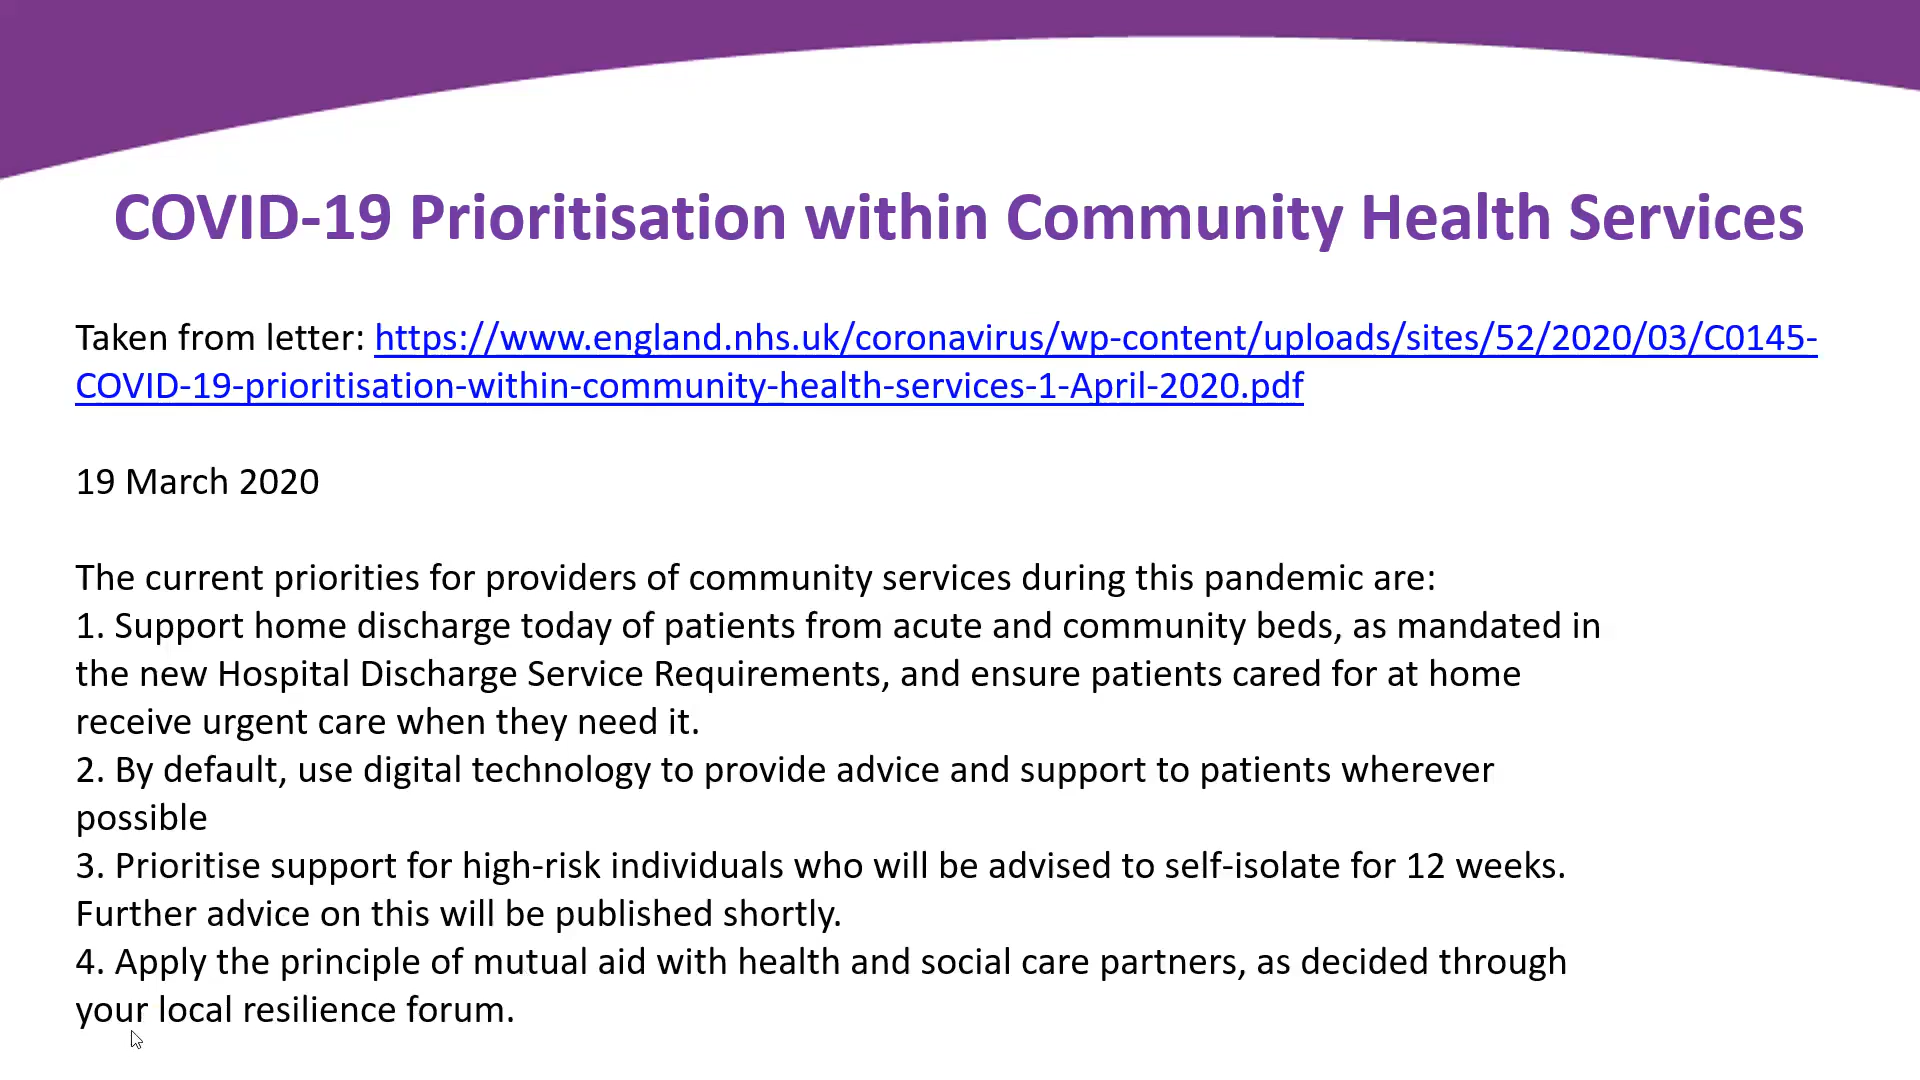 COVID-19 Prioritisation within Community Health Services
Taken from letter: https://www.england.nhs.uk/coronavirus/wp-content/uploads/sites/52/2020/03/C0145-
COVID-19-prioritisation-within-community-health-services-1-April-2020.pdf
19 March 2020
The current priorities for providers of community services during this pandemic are:
1. Support home discharge today of patients from acute and community beds, as mandated in
the new Hospital Discharge Service Requirements, and ensure patients cared for at home
receive urgent care when they need it.
2. By default, use digital technology to provide advice and support to patients wherever
possible
3. Prioritise support for high-risk individuals who will be advised to self-isolate for 12 weeks.
Further advice on this will be published shortly.
4. Apply the principle of mutual aid with health and social care partners, as decided through
your local resilience forum.